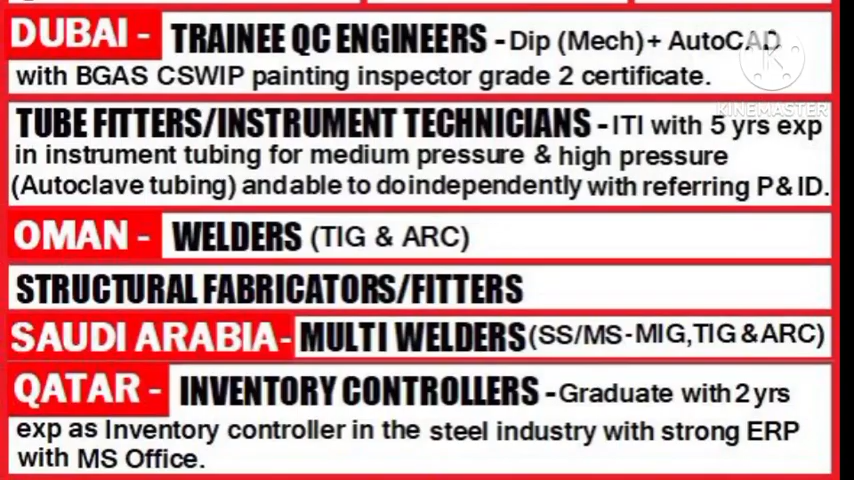 DUBAI - TRAINEE QC ENGINEERS - Dip (Mech) + AutoCAD
with BGAS CSWIP painting inspector grade 2 certificate.
TUBE FITTERS/INSTRUMENT TECHNICIANS - ITI with 5 yrs exp
in instrument tubing for medium pressure & high pressure
(Autoclave tubing) and able to do independently with referring P & ID.
OMAN - WELDERS (TIG & ARC)
STRUCTURAL FABRICATORS/FITTERS
SAUDI ARABIA- MULTI WELDERS (SS/MS-MIG,TIG & ARC)
QATAR - INVENTORY CONTROLLERS - Graduate with 2 yrs
exp as Inventory controller in the steel industry with strong ERP
with MS Office.
KINEMASTER